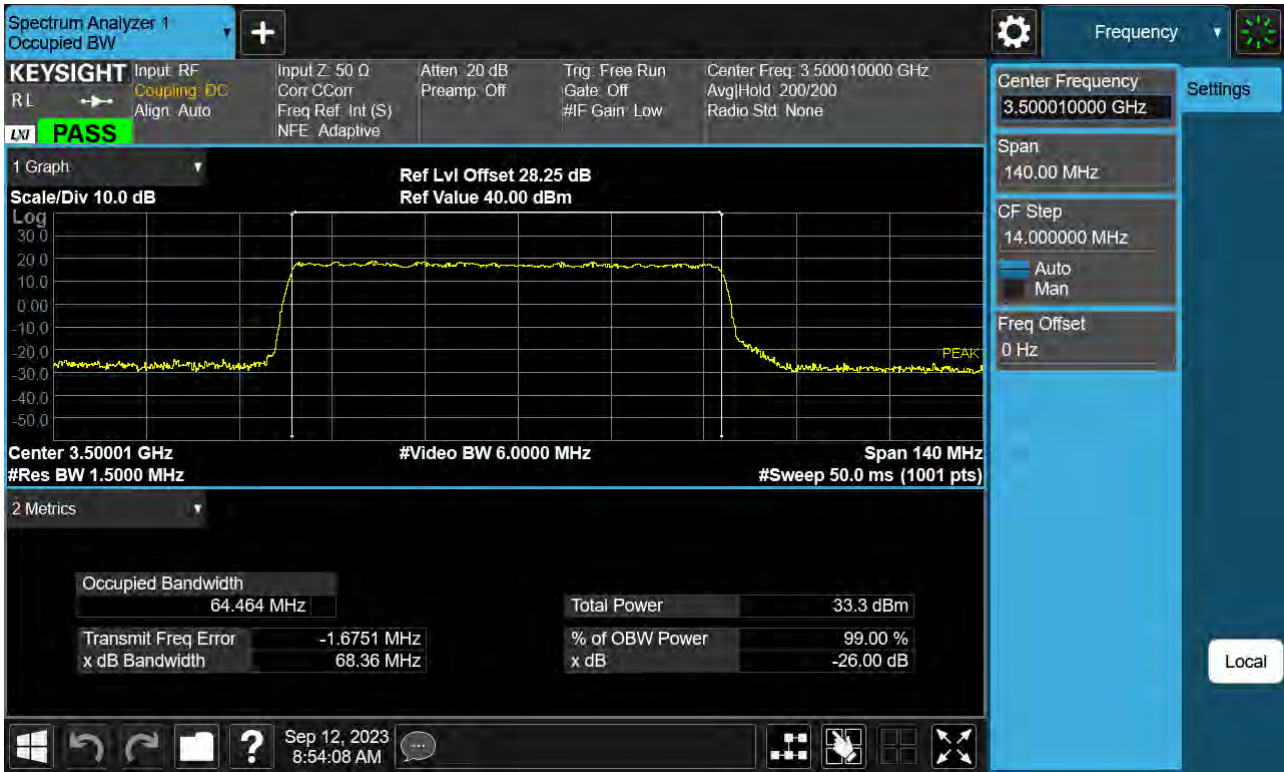 Spectrum Analyzer 1
Occupied BW
+
Frequency
KEYSIGHT
RL
LXI
PASS
Input: RF
Coupling: DC
Align: Auto
Input Z: 50 Ω
Corr CCorr
Freq Ref: Int (S)
NFE: Adaptive
Atten: 20 dB
Preamp: Off
Trig: Free Run
Gate: Off
#IF Gain: Low
Center Freq: 3.500010000 GHz
Avg|Hold: 200/200
Radio Std: None
Center Frequency
3.500010000 GHz
Settings
Span
140.00 MHz
CF Step
14.000000 MHz
Auto
Man
Freq Offset
0 Hz
1 Graph
Scale/Div 10.0 dB
Ref Lvl Offset 28.25 dB
Ref Value 40.00 dBm
Log
30.0
20.0
10.0
0.00
-10.0
-20.0
-30.0
-40.0
-50.0
PEAK
Center 3.50001 GHz
#Video BW 6.0000 MHz
Span 140 MHz
#Res BW 1.5000 MHz
#Sweep 50.0 ms (1001 pts)
2 Metrics
Occupied Bandwidth
64.464 MHz
Total Power 33.3 dBm
Transmit Freq Error -1.6751 MHz
% of OBW Power 99.00 %
x dB Bandwidth 68.36 MHz
x dB -26.00 dB
Local
?
Sep 12, 2023
8:54:08 AM